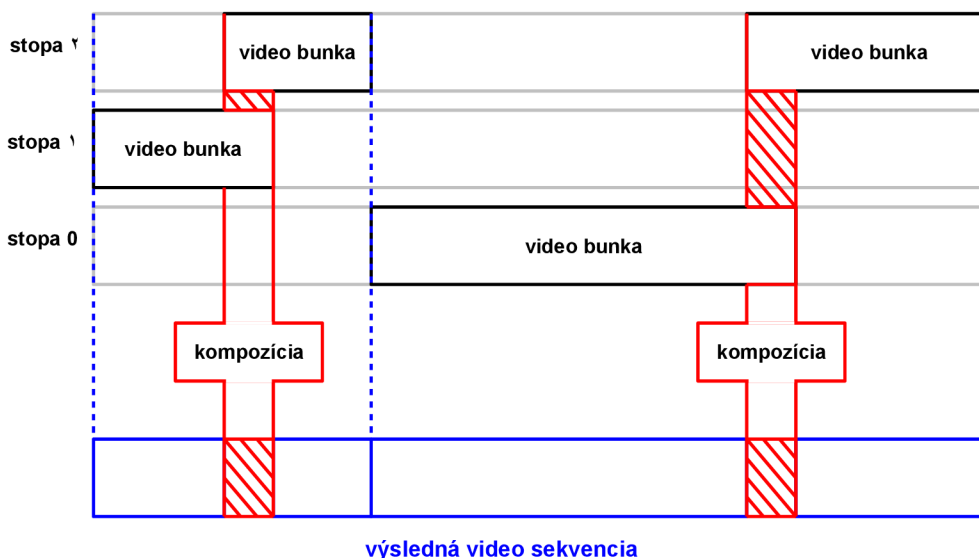 stopa ٢
video bunka
video bunka
stopa ١
video bunka
stopa 0
video bunka
kompozícia
kompozícia
výsledná video sekvencia